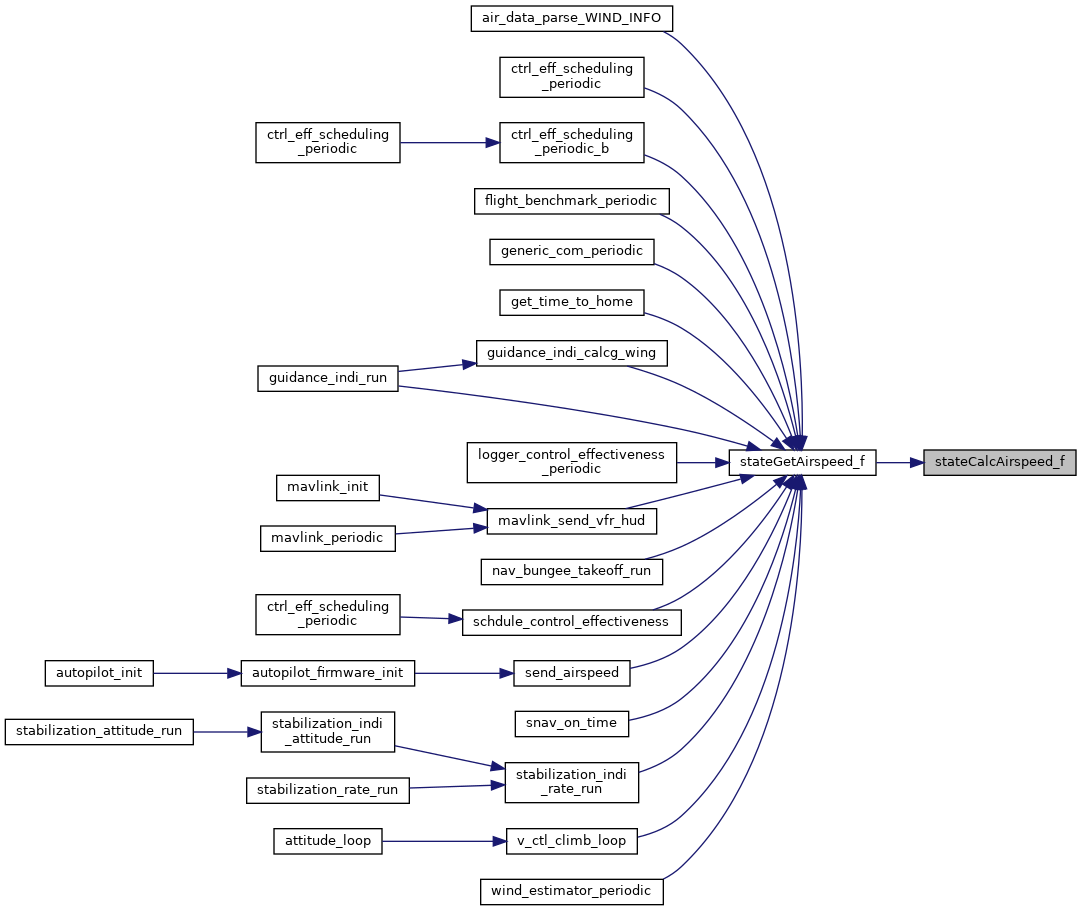 air_data_parse_WIND_INFO
ctrl_eff_scheduling
_periodic
ctrl_eff_scheduling
_periodic
ctrl_eff_scheduling
_periodic_b
flight_benchmark_periodic
generic_com_periodic
get_time_to_home
guidance_indi_calcg_wing
guidance_indi_run
logger_control_effectiveness
_periodic
stateGetAirspeed_f
stateCalcAirspeed_f
mavlink_init
mavlink_send_vfr_hud
mavlink_periodic
nav_bungee_takeoff_run
ctrl_eff_scheduling
_periodic
schdule_control_effectiveness
autopilot_init
autopilot_firmware_init
send_airspeed
snav_on_time
stabilization_attitude_run
stabilization_indi
_attitude_run
stabilization_indi
_rate_run
stabilization_rate_run
attitude_loop
v_ctl_climb_loop
wind_estimator_periodic